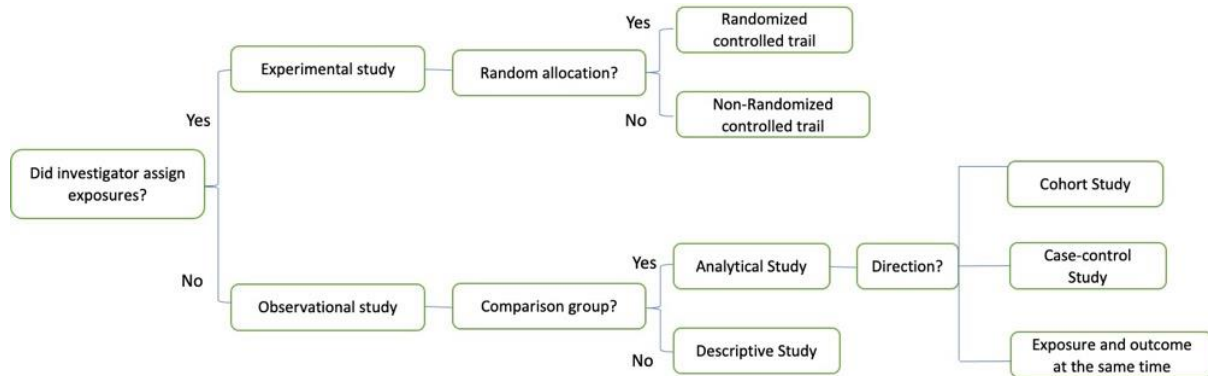 Did investigator assign
exposures?
Yes
Experimental study
Random allocation?
Yes
Randomized
controlled trail
No
Non-Randomized
controlled trail
No
Observational study
Comparison group?
Yes
Analytical Study
Direction?
Cohort Study
Case-control
Study
Exposure and outcome
at the same time
No
Descriptive Study